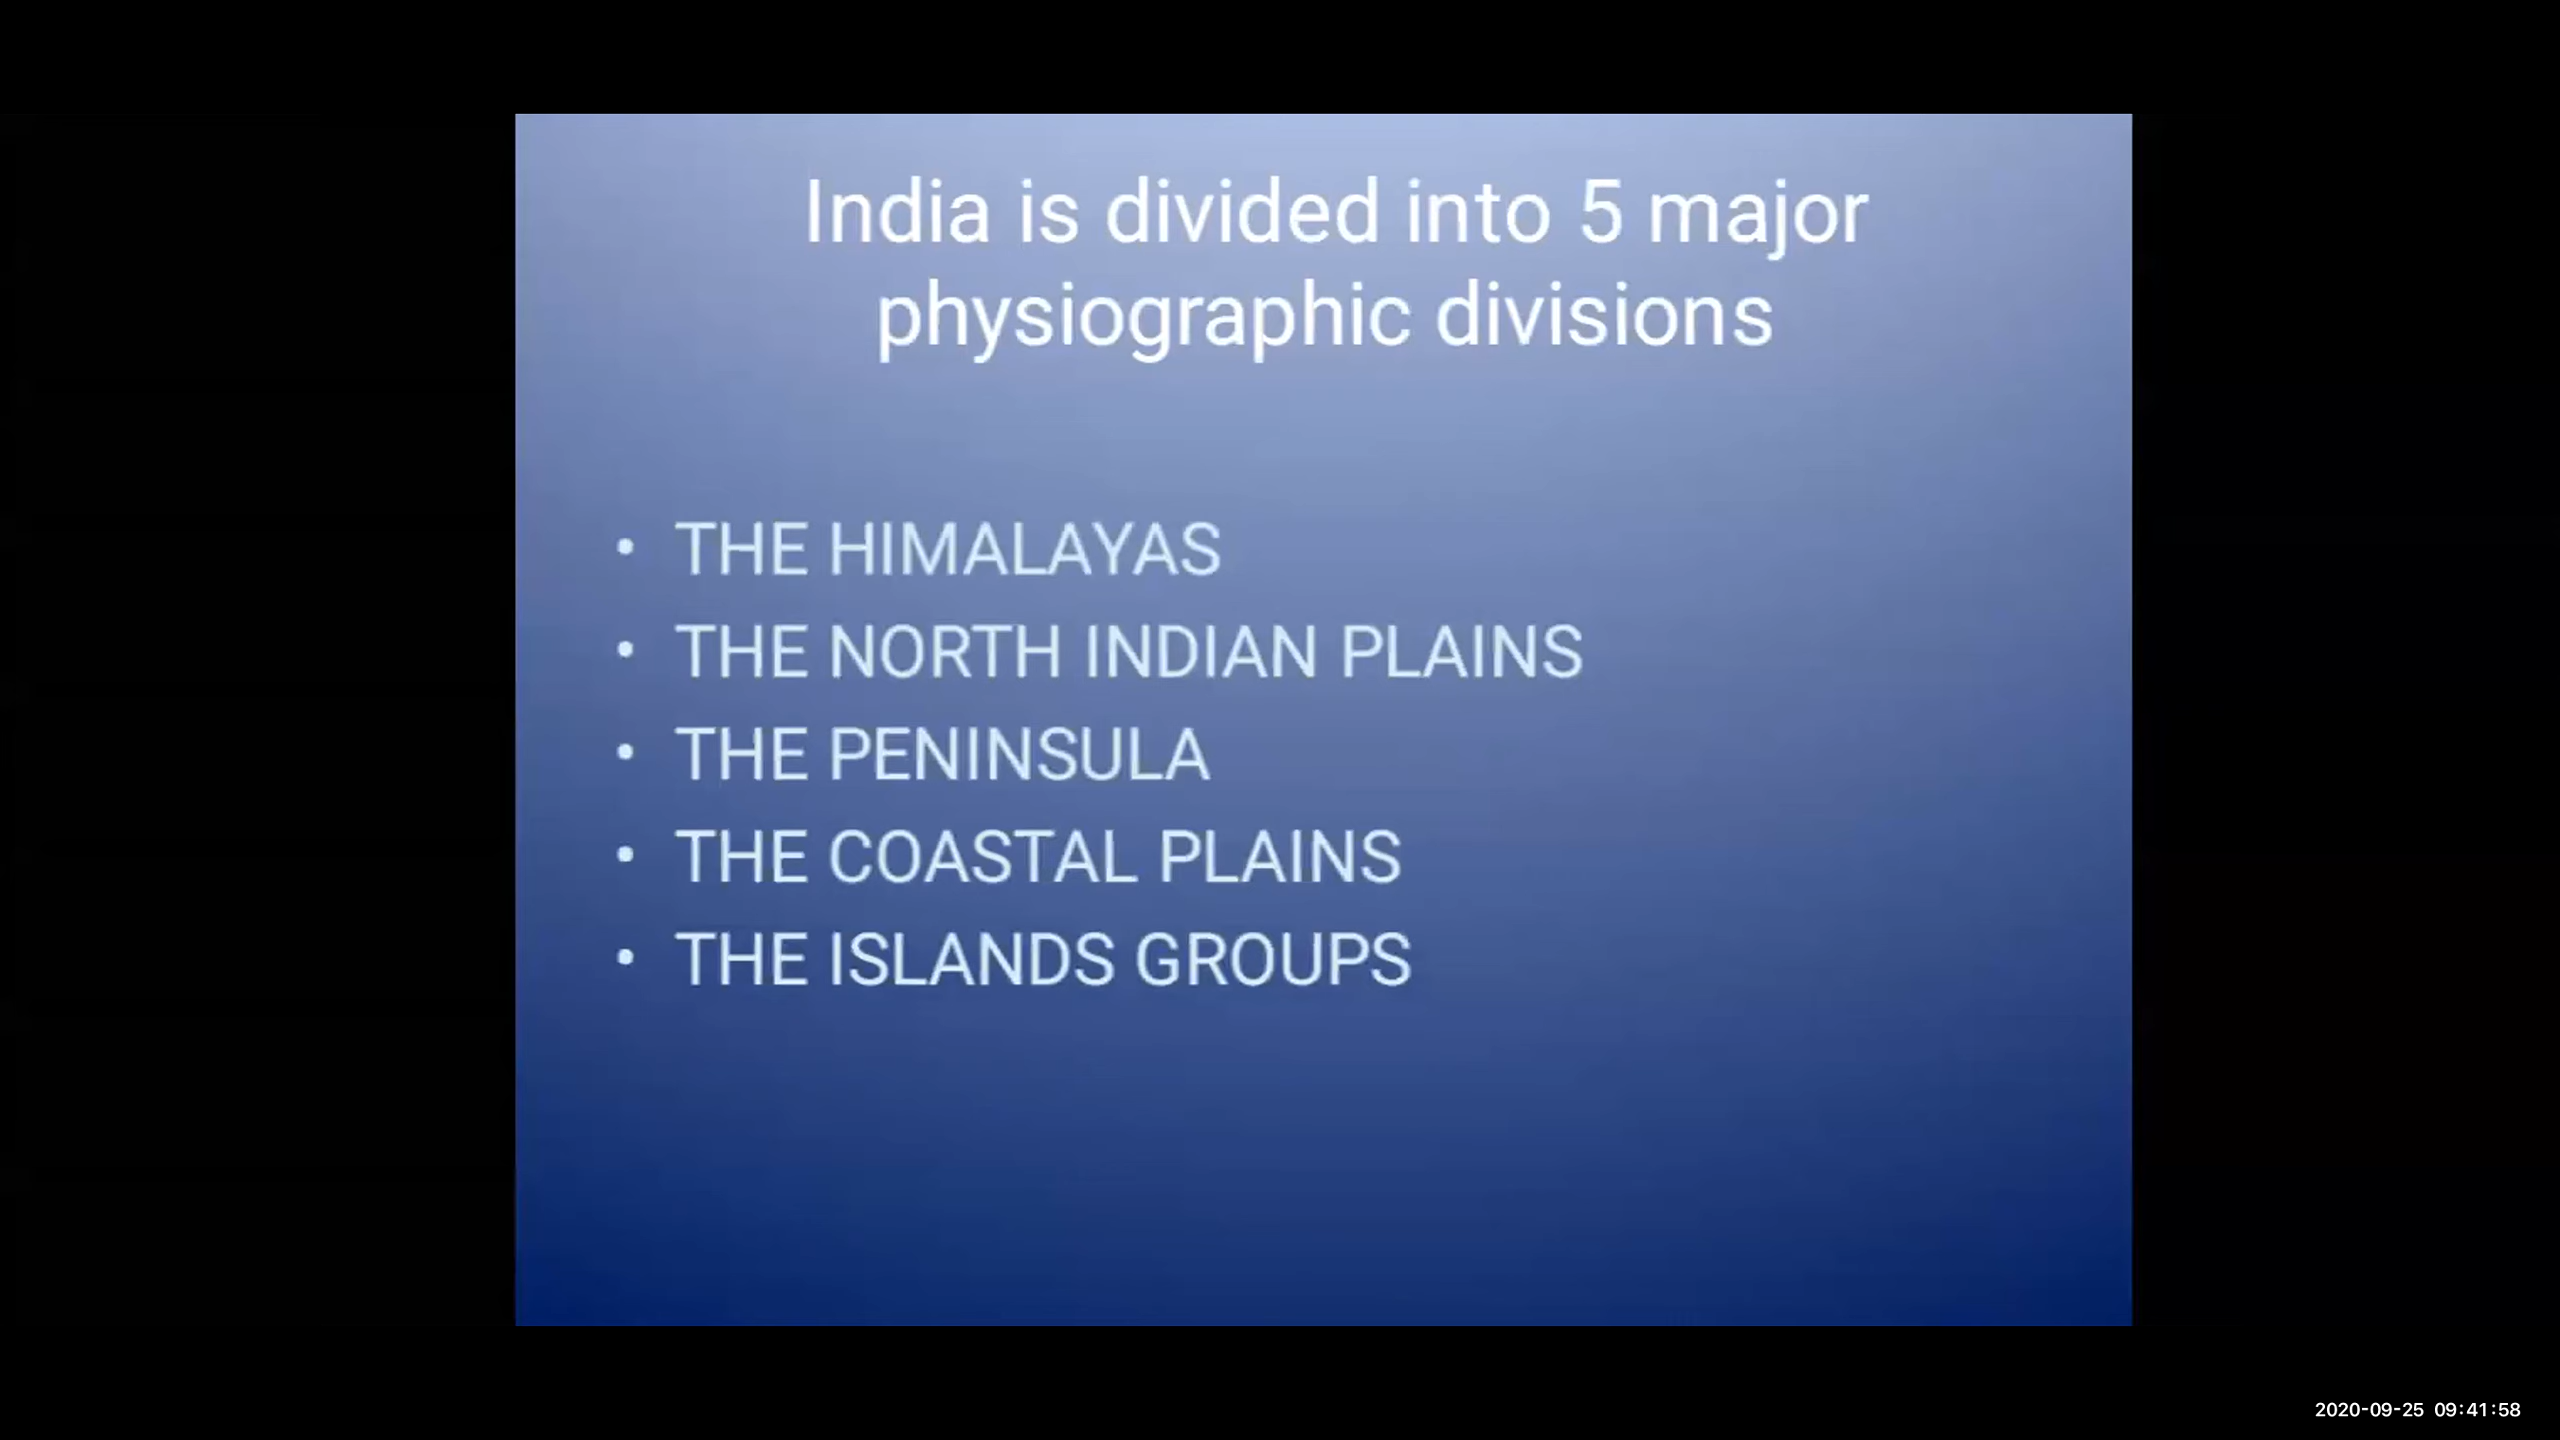 India is divided into 5 major
physiographic divisions
• THE HIMALAYAS
• THE NORTH INDIAN PLAINS
• THE PENINSULA
• THE COASTAL PLAINS
• THE ISLANDS GROUPS
2020-09-25 09:41:58